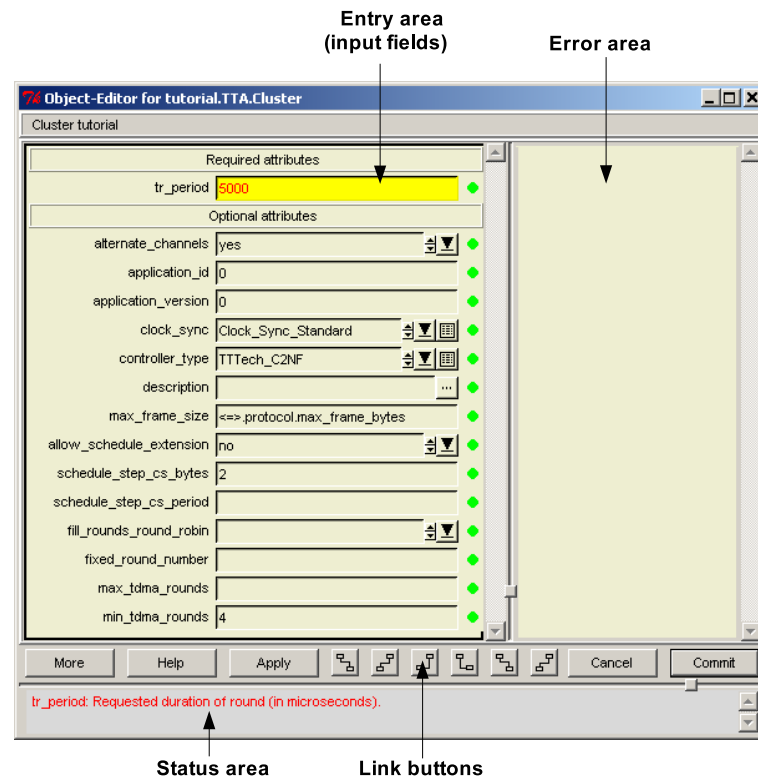 Entry area
(input fields)
Error area
Object-Editor for tutorial.TTA.Cluster
Cluster tutorial
Required attributes
tr_period 5000
Optional attributes
alternate_channels yes
application_id 0
application_version 0
clock_sync Clock_Sync_Standard
controller_type TTTech_C2NF
description ...
max_frame_size <=>.protocol.max_frame_bytes
allow_schedule_extension no
schedule_step_cs_bytes 2
schedule_step_cs_period
fill_rounds_round_robin
fixed_round_number
max_tdma_rounds
min_tdma_rounds 4
More Help Apply Cancel Commit
tr_period: Requested duration of round (in microseconds).
Status area Link buttons